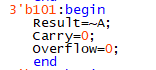 3'b101:begin
Result=~A;
Carry=0;
Overflow=0;
end